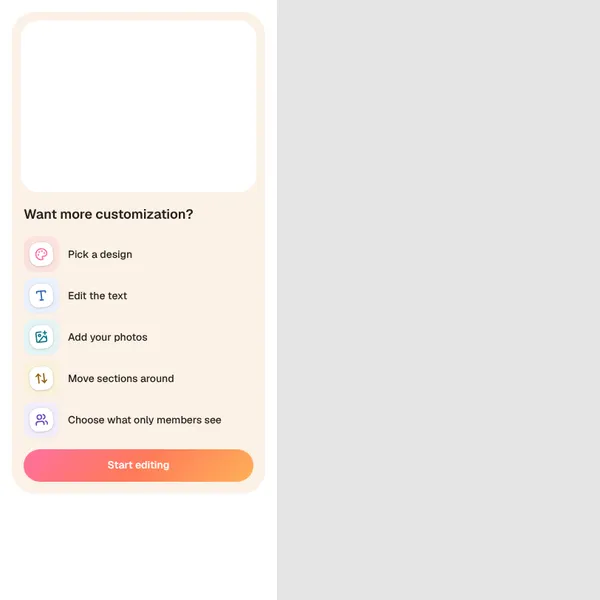 Want more customization?
Pick a design
Edit the text
Add your photos
Move sections around
Choose what only members see
Start editing